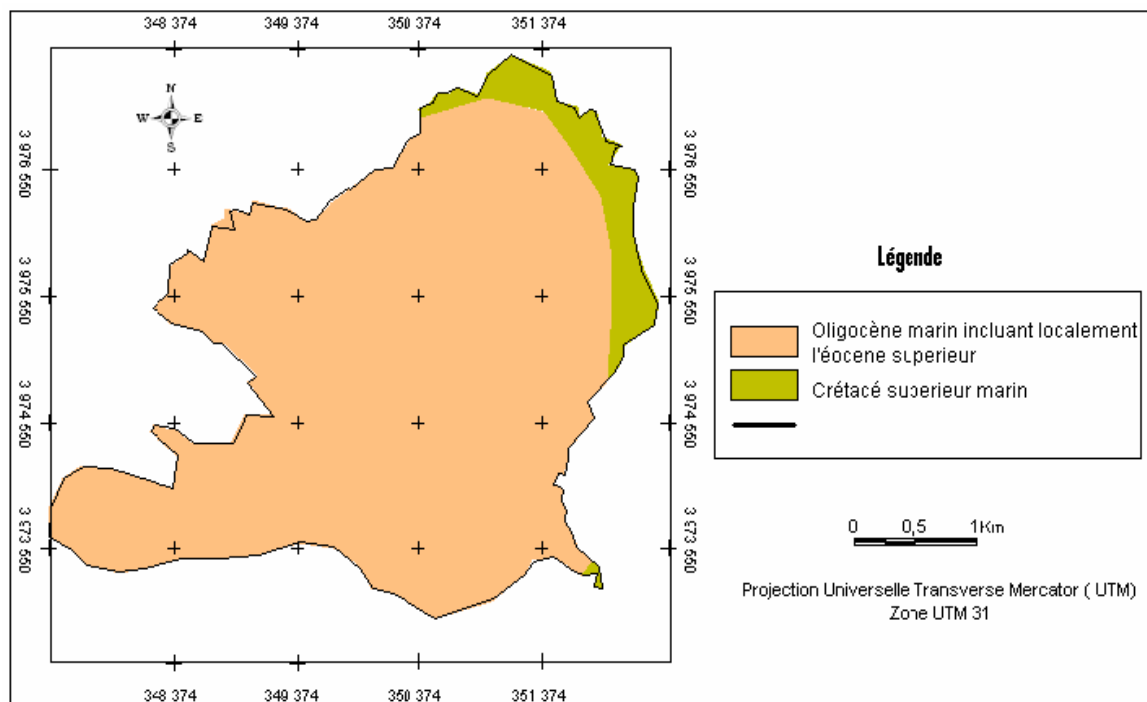 348 374 349 374 350 374 351 374
N
W E
S
3 976 550 3 976 550
3 975 550 3 975 550
3 974 550 3 974 550
3 973 550 3 973 550
348 374 349 374 350 374 351 374
Légende
Oligocène marin incluant localement
l'éocene superieur
Crétacé superieur marin
0 0,5 1Km
Projection Universelle Transverse Mercator ( UTM)
Zone UTM 31